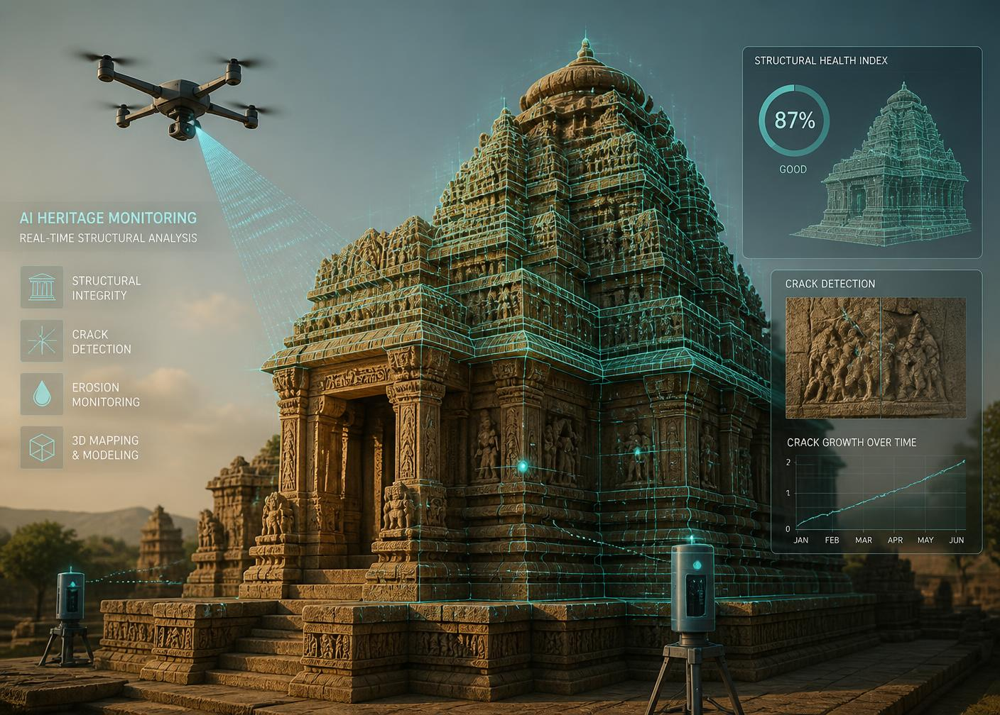 AI HERITAGE MONITORING
REAL-TIME STRUCTURAL ANALYSIS
STRUCTURAL
INTEGRITY
CRACK
DETECTION
EROSION
MONITORING
3D MAPPING
& MODELING
STRUCTURAL HEALTH INDEX
87%
GOOD
CRACK DETECTION
CRACK GROWTH OVER TIME
2
1
0
JAN FEB MAR APR MAY JUN